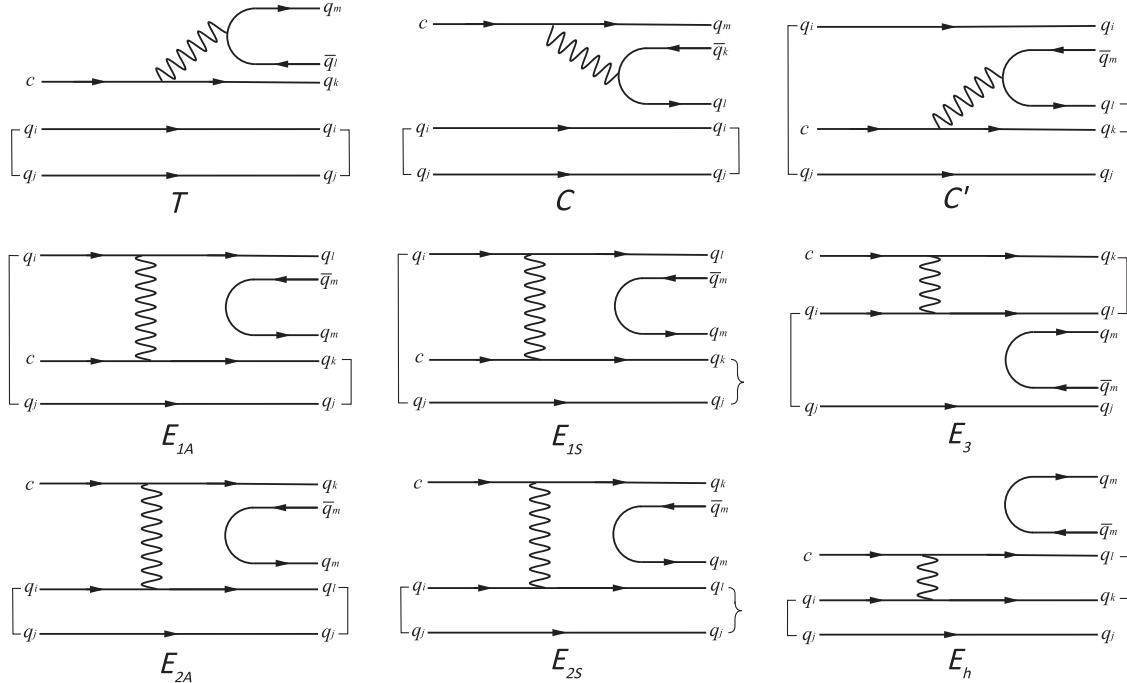 q_m
c q̄_l
q_k
q_i q_i
q_j q_j
T
c q_m
q̄_k
q_l
q_i q_i
q_j q_j
C
q_i q_i
q̄_m
q_l
c q_k
q_j q_j
C'
q_i q_l
q̄_m
q_m
c q_k
q_j q_j
E_1A
q_i q_l
q̄_m
q_m
c q_k
q_j q_j
E_1S
c q_k
q_i q_l
q_m
q̄_m
q_j q_j
E_3
c q_k
q̄_m
q_m
q_i q_l
q_j q_j
E_2A
c q_k
q̄_m
q_m
q_i q_l
q_j q_j
E_2S
q_m
q̄_m
c q_l
q_i q_k
q_j q_j
E_h